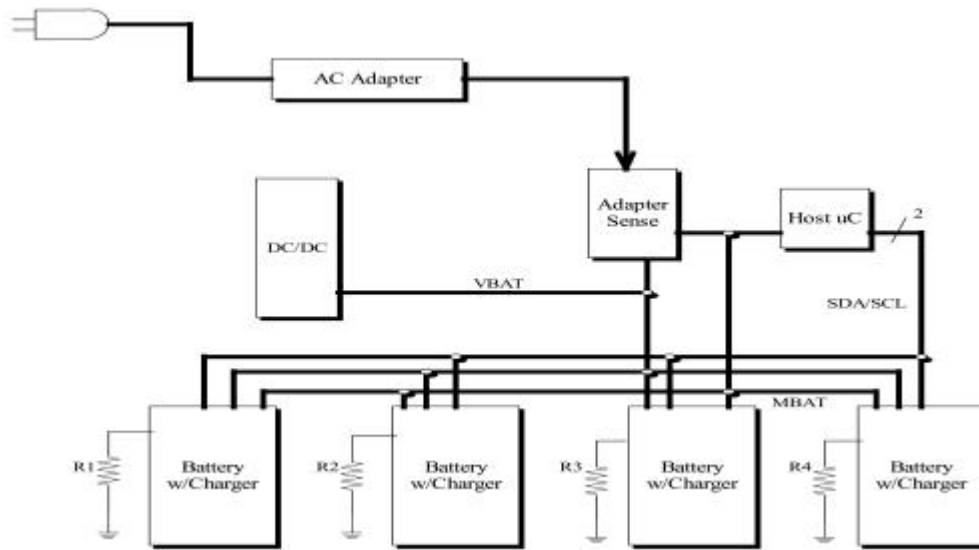 AC Adapter
Adapter
Sense
Host uC
2
DC/DC
VBAT
SDA/SCL
MBAT
R1
Battery
w/Charger
R2
Battery
w/Charger
R3
Battery
w/Charger
R4
Battery
w/Charger